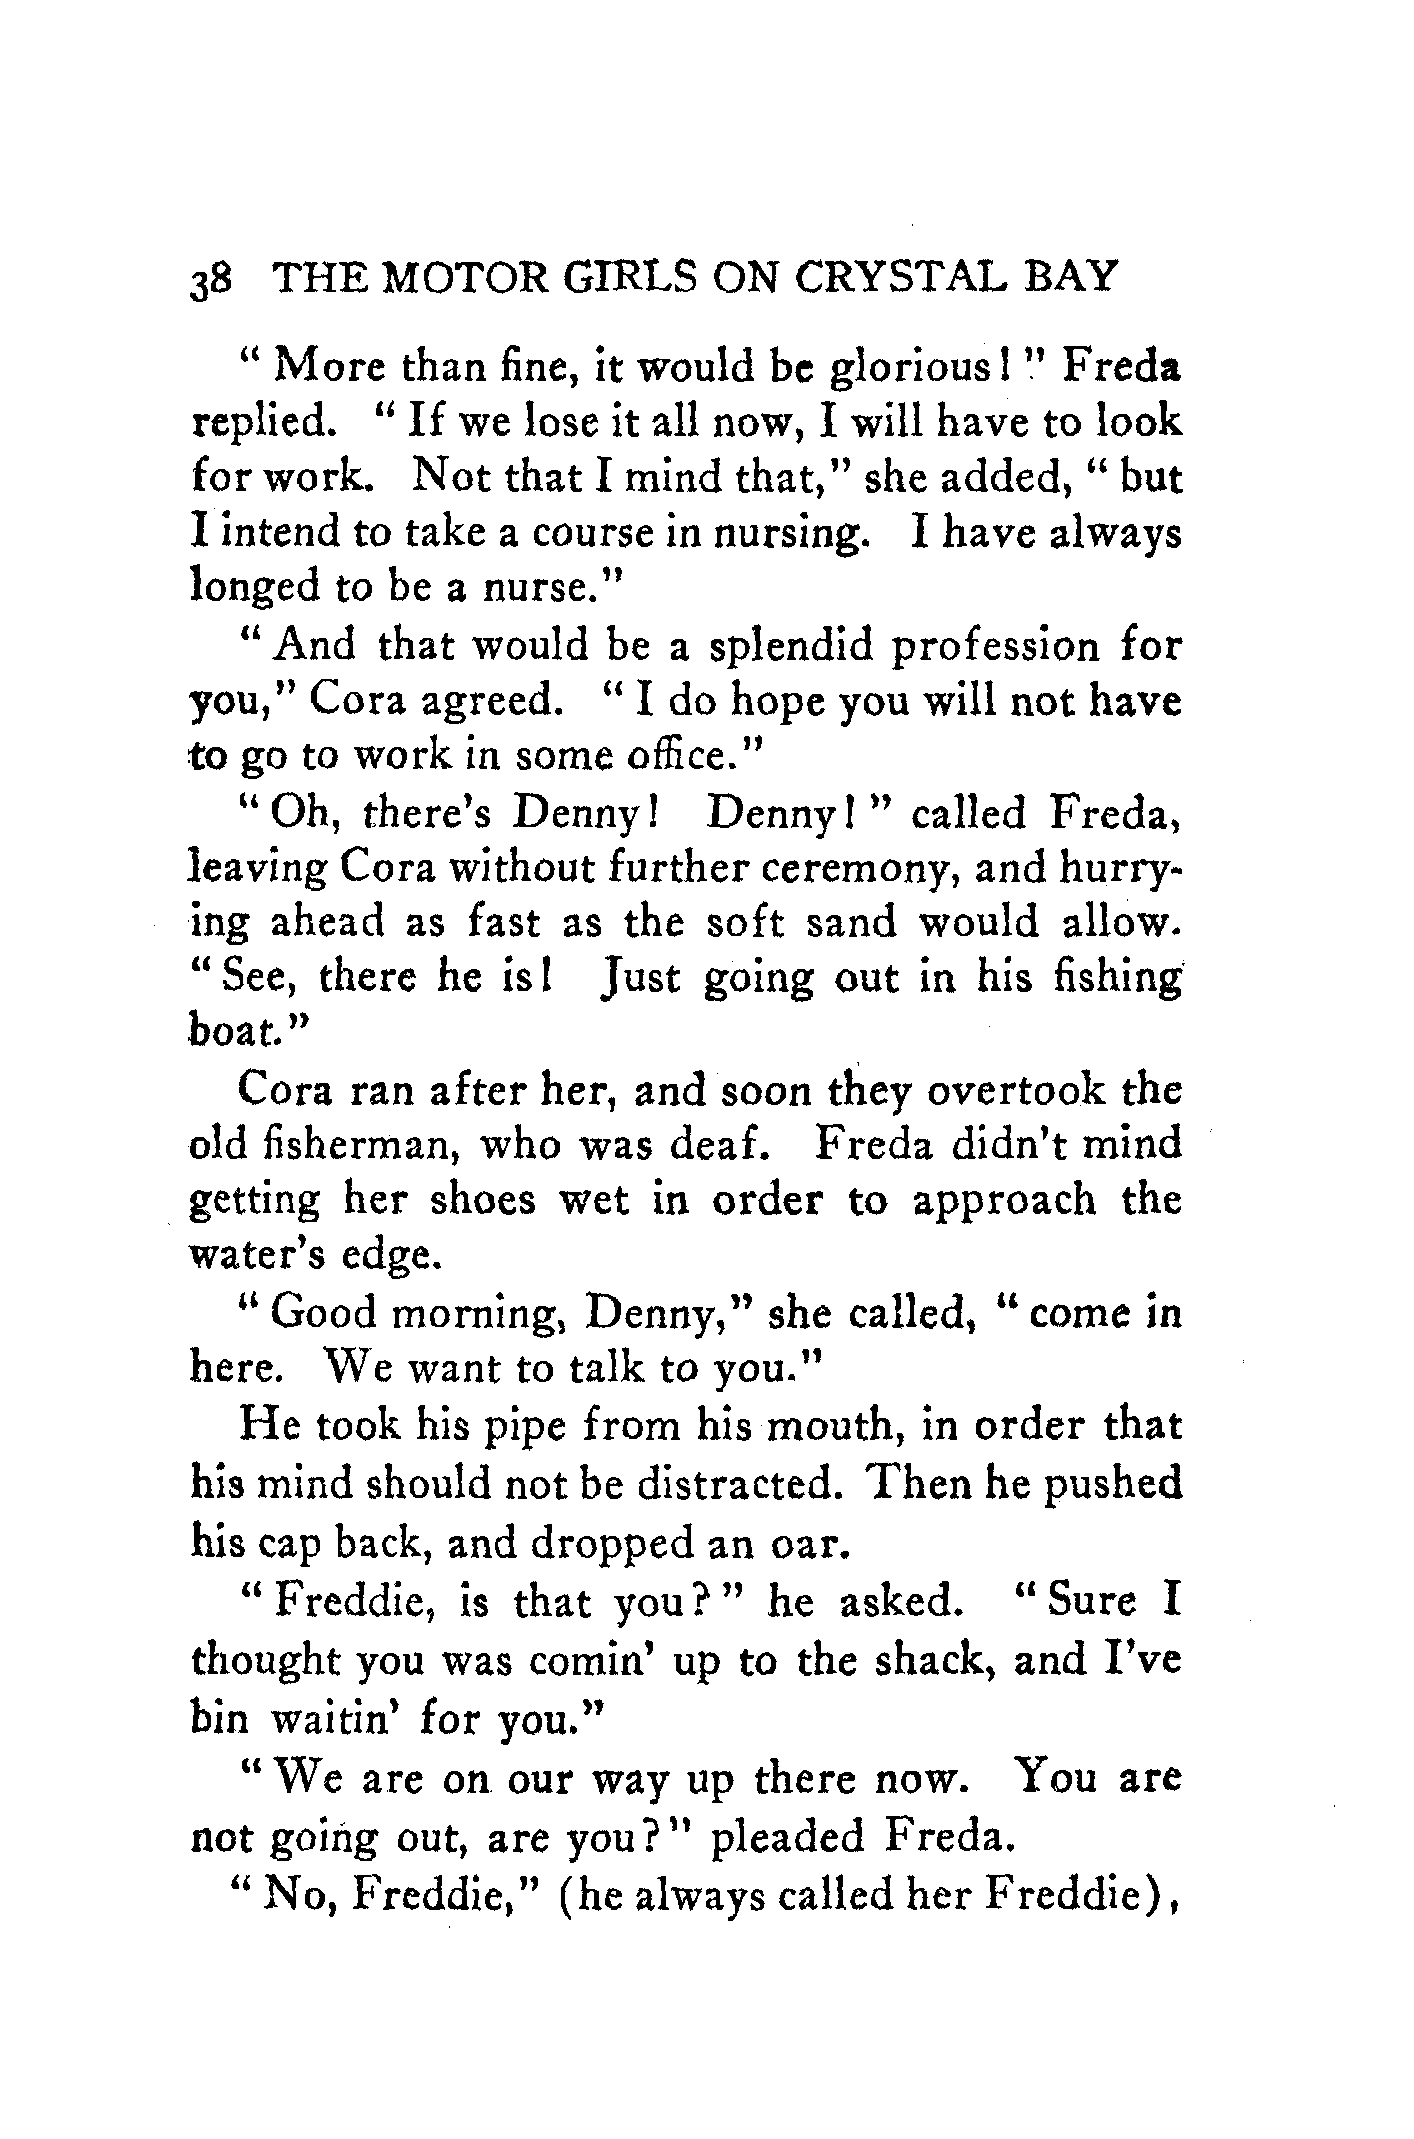 38 THE MOTOR GIRLS ON CRYSTAL BAY
" More than fine, it would be glorious! " Freda
replied. " If we lose it all now, I will have to look
for work. Not that I mind that," she added, " but
I intend to take a course in nursing. I have always
longed to be a nurse."
" And that would be a splendid profession for
you," Cora agreed. " I do hope you will not have
to go to work in some office."
" Oh, there's Denny! Denny! " called Freda,
leaving Cora without further ceremony, and hurry-
ing ahead as fast as the soft sand would allow.
" See, there he is! Just going out in his fishing
boat."
Cora ran after her, and soon they overtook the
old fisherman, who was deaf. Freda didn't mind
getting her shoes wet in order to approach the
water's edge.
" Good morning, Denny," she called, " come in
here. We want to talk to you."
He took his pipe from his mouth, in order that
his mind should not be distracted. Then he pushed
his cap back, and dropped an oar.
" Freddie, is that you? " he asked. " Sure I
thought you was comin' up to the shack, and I've
bin waitin' for you."
" We are on our way up there now. You are
not going out, are you? " pleaded Freda.
" No, Freddie," (he always called her Freddie),